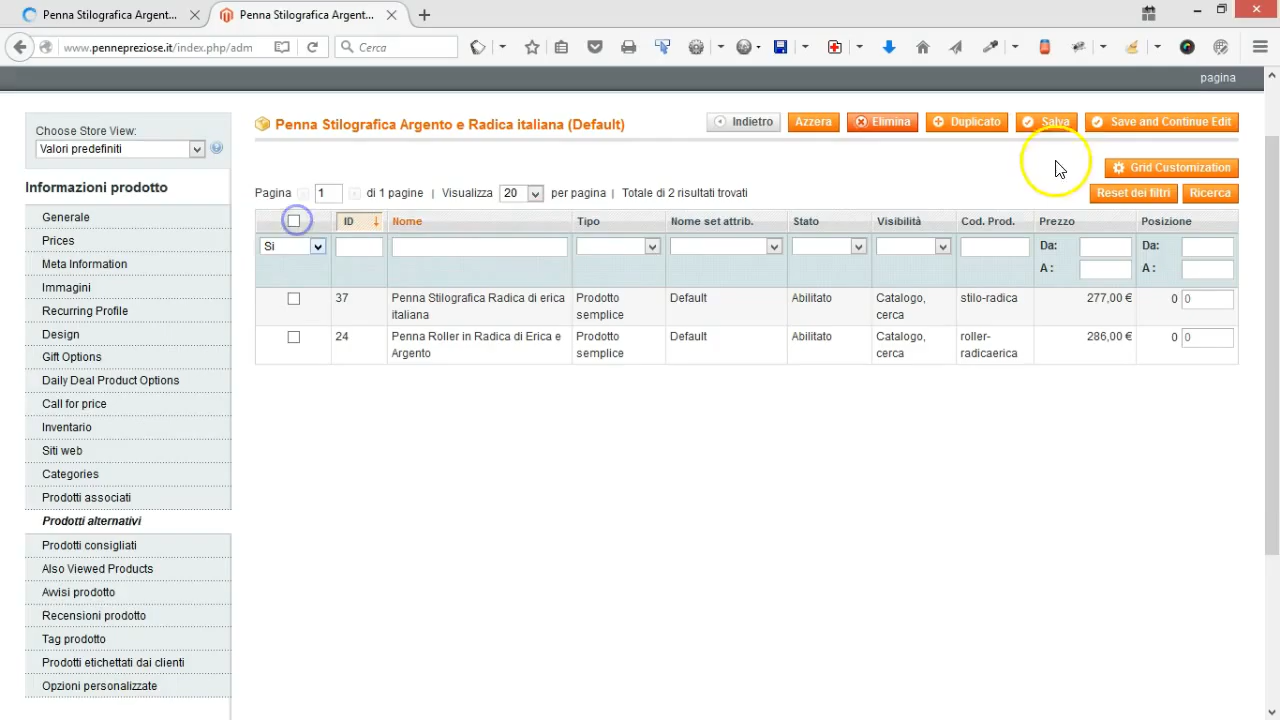 Penna Stilografica Argent...
Penna Stilografica Argent...
www.pennepreziose.it/index.php/adm
Cerca
pagina
Choose Store View:
Valori predefiniti
Informazioni prodotto
Generale
Prices
Meta Information
Immagini
Recurring Profile
Design
Gift Options
Daily Deal Product Options
Call for price
Inventario
Siti web
Categories
Prodotti associati
Prodotti alternativi
Prodotti consigliati
Also Viewed Products
Avvisi prodotto
Recensioni prodotto
Tag prodotto
Prodotti etichettati dai clienti
Opzioni personalizzate
Penna Stilografica Argento e Radica italiana (Default)
Indietro Azzera Elimina Duplicato Salva Save and Continue Edit
Grid Customization
Pagina 1 di 1 pagine | Visualizza 20 per pagina | Totale di 2 risultati trovati
Reset dei filtri Ricerca
ID Nome Tipo Nome set attrib. Stato Visibilità Cod. Prod. Prezzo Posizione
Si Da: Da:
A : A :
37 Penna Stilografica Radica di erica Prodotto Default Abilitato Catalogo, stilo-radica 277,00 € 0 0
italiana semplice cerca
24 Penna Roller in Radica di Erica e Prodotto Default Abilitato Catalogo, roller- 286,00 € 0 0
Argento semplice cerca radicaerica